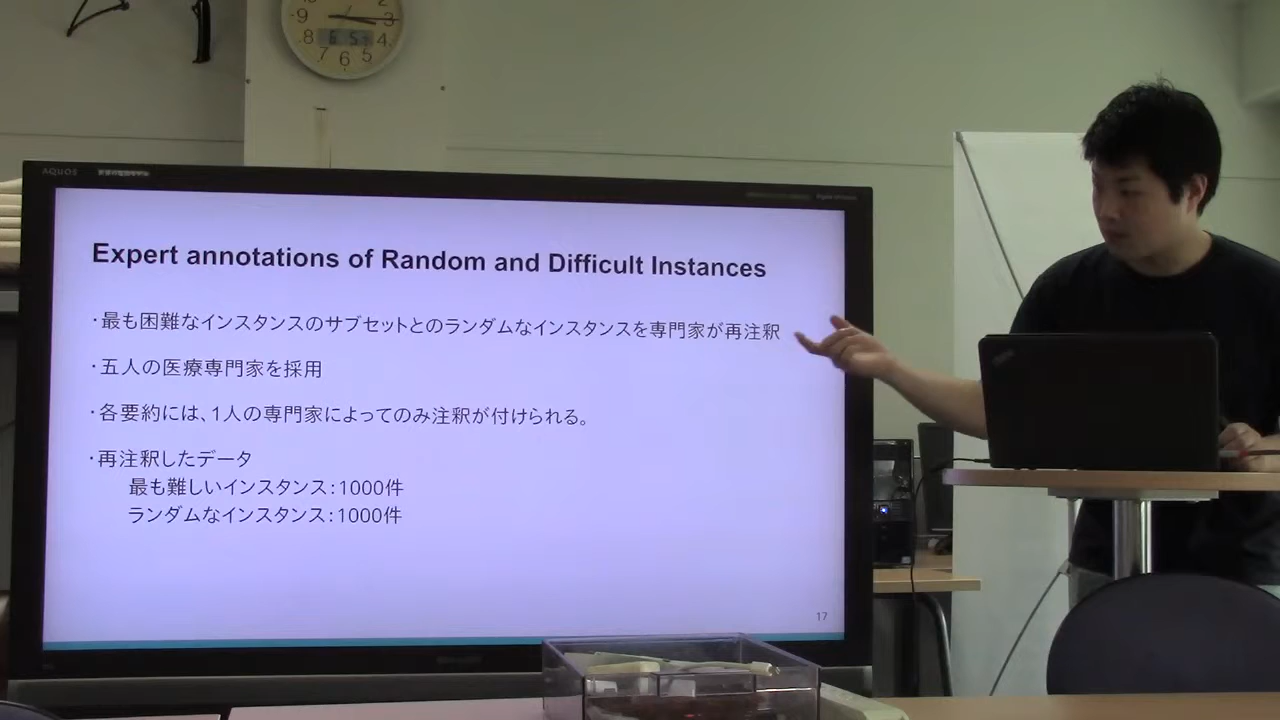 AQUOS
Expert annotations of Random and Difficult Instances
・最も困難なインスタンスのサブセットとのランダムなインスタンスを専門家が再注釈
・五人の医療専門家を採用
・各要約には、1人の専門家によってのみ注釈が付けられる。
・再注釈したデータ
最も難しいインスタンス：1000件
ランダムなインスタンス：1000件
17